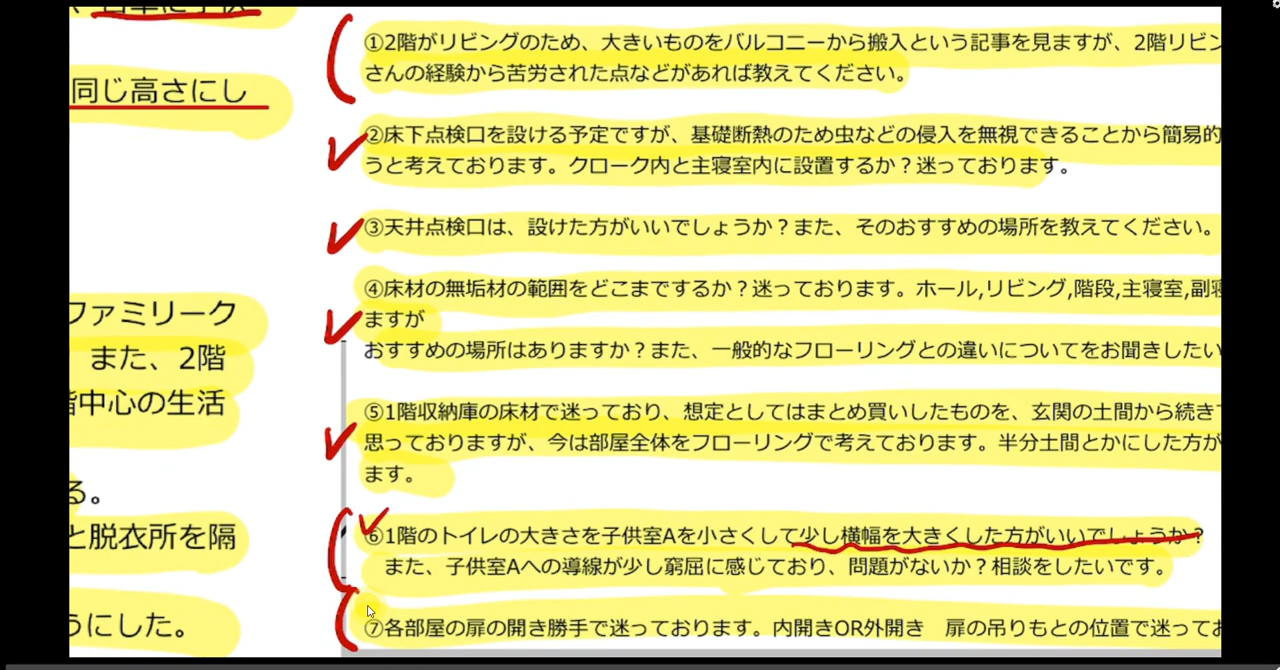 同じ高さにし
ファミリーク
また、2階
階中心の生活
る。
と脱衣所を隔
うにした。
①2階がリビングのため、大きいものをバルコニーから搬入という記事を見ますが、2階リビン
さんの経験から苦労された点などがあれば教えてください。
②床下点検口を設ける予定ですが、基礎断熱のため虫などの侵入を無視できることから簡易的
うと考えております。クローク内と主寝室内に設置するか？迷っております。
③天井点検口は、設けた方がいいでしょうか？また、そのおすすめの場所を教えてください。
④床材の無垢材の範囲をどこまでするか？迷っております。ホール,リビング,階段,主寝室,副寝
ますが
おすすめの場所はありますか？また、一般的なフローリングとの違いについてをお聞きしたい
⑤1階収納庫の床材で迷っており、想定としてはまとめ買いしたものを、玄関の土間から続きで
思っておりますが、今は部屋全体をフローリングで考えております。半分土間とかにした方が
ます。
⑥1階のトイレの大きさを子供室Aを小さくして少し横幅を大きくした方がいいでしょうか？
また、子供室Aへの導線が少し窮屈に感じており、問題がないか？相談をしたいです。
⑦各部屋の扉の開き勝手で迷っております。内開きOR外開き　扉の吊りもとの位置で迷ってお